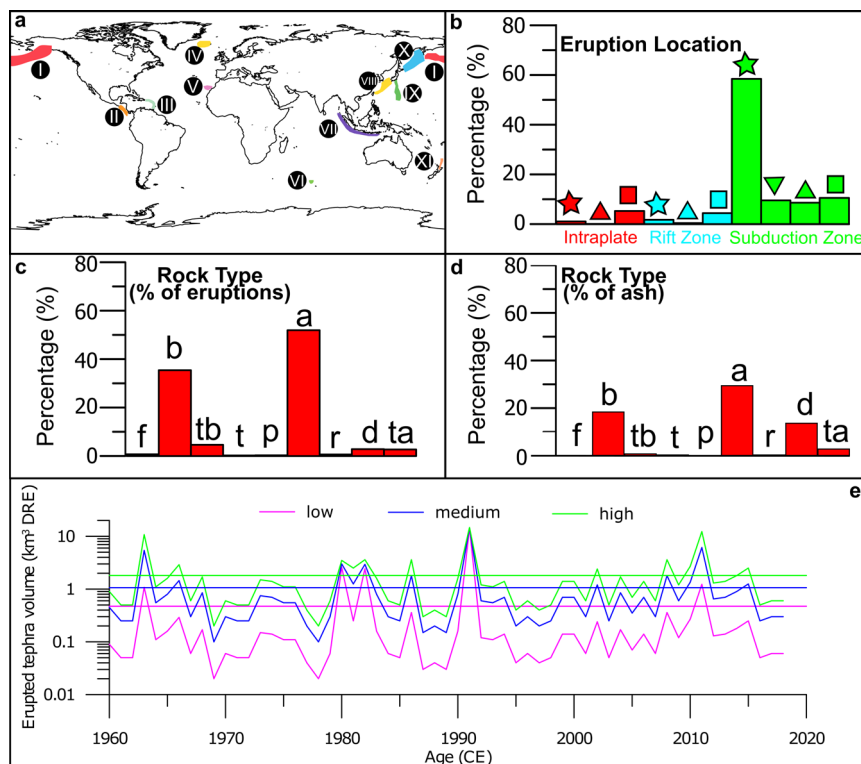 a
I
II
III
IV
V
VI
VII
VIII
IX
X
I
XI
b
Eruption Location
Percentage (%)
80
60
40
20
0
Intraplate
Rift Zone
Subduction Zone
c
Rock Type
(% of eruptions)
Percentage (%)
80
60
40
20
0
f
b
tb
t
p
a
r
d
ta
d
Rock Type
(% of ash)
Percentage (%)
80
60
40
20
0
f
b
tb
t
p
a
r
d
ta
e
low
medium
high
Erupted tephra volume (km³ DRE)
10
1
0.1
0.01
1960
1970
1980
1990
2000
2010
2020
Age (CE)